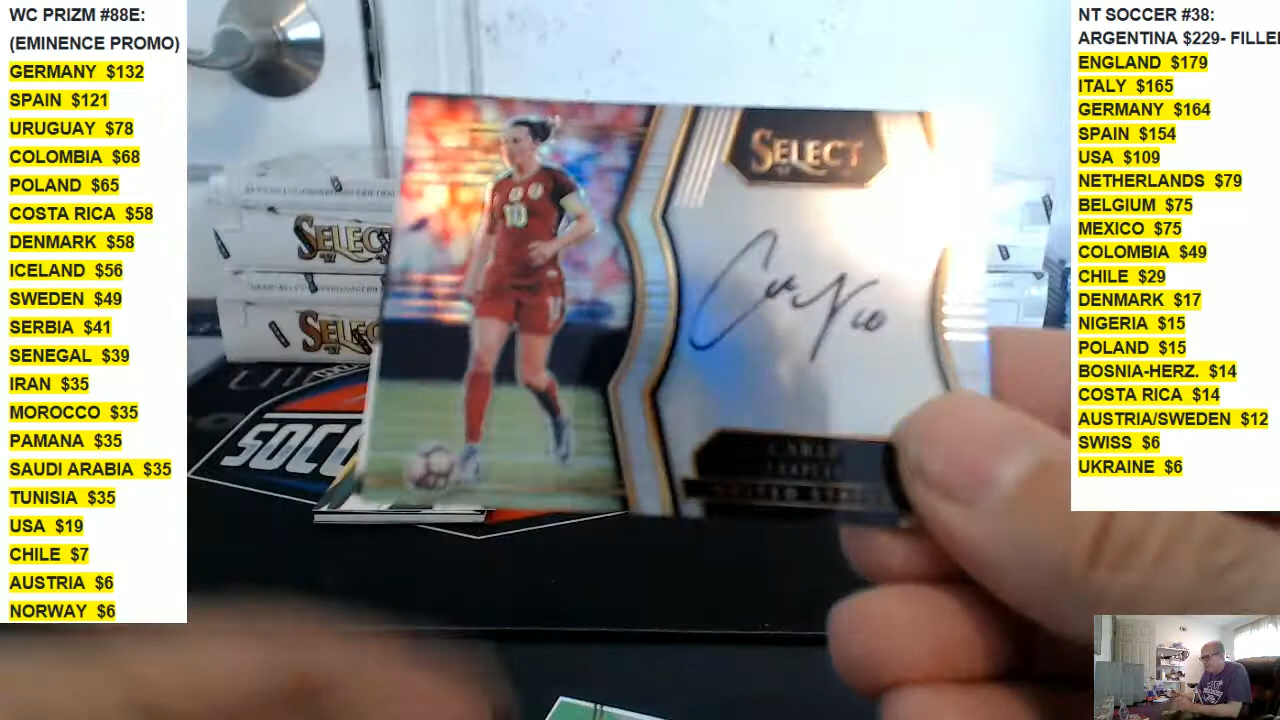 WC PRIZM #88E:
(EMINENCE PROMO)
GERMANY $132
SPAIN $121
URUGUAY $78
COLOMBIA $68
POLAND $65
COSTA RICA $58
DENMARK $58
ICELAND $56
SWEDEN $49
SERBIA $41
SENEGAL $39
IRAN $35
MOROCCO $35
PAMANA $35
SAUDI ARABIA $35
TUNISIA $35
USA $19
CHILE $7
AUSTRIA $6
NORWAY $6
SELECT
10
SELECT
SELECT
SOCC
CARLI
UNITED STATES
NT SOCCER #38:
ARGENTINA $229- FILLE
ENGLAND $179
ITALY $165
GERMANY $164
SPAIN $154
USA $109
NETHERLANDS $79
BELGIUM $75
MEXICO $75
COLOMBIA $49
CHILE $29
DENMARK $17
NIGERIA $15
POLAND $15
BOSNIA-HERZ. $14
COSTA RICA $14
AUSTRIA/SWEDEN $12
SWISS $6
UKRAINE $6